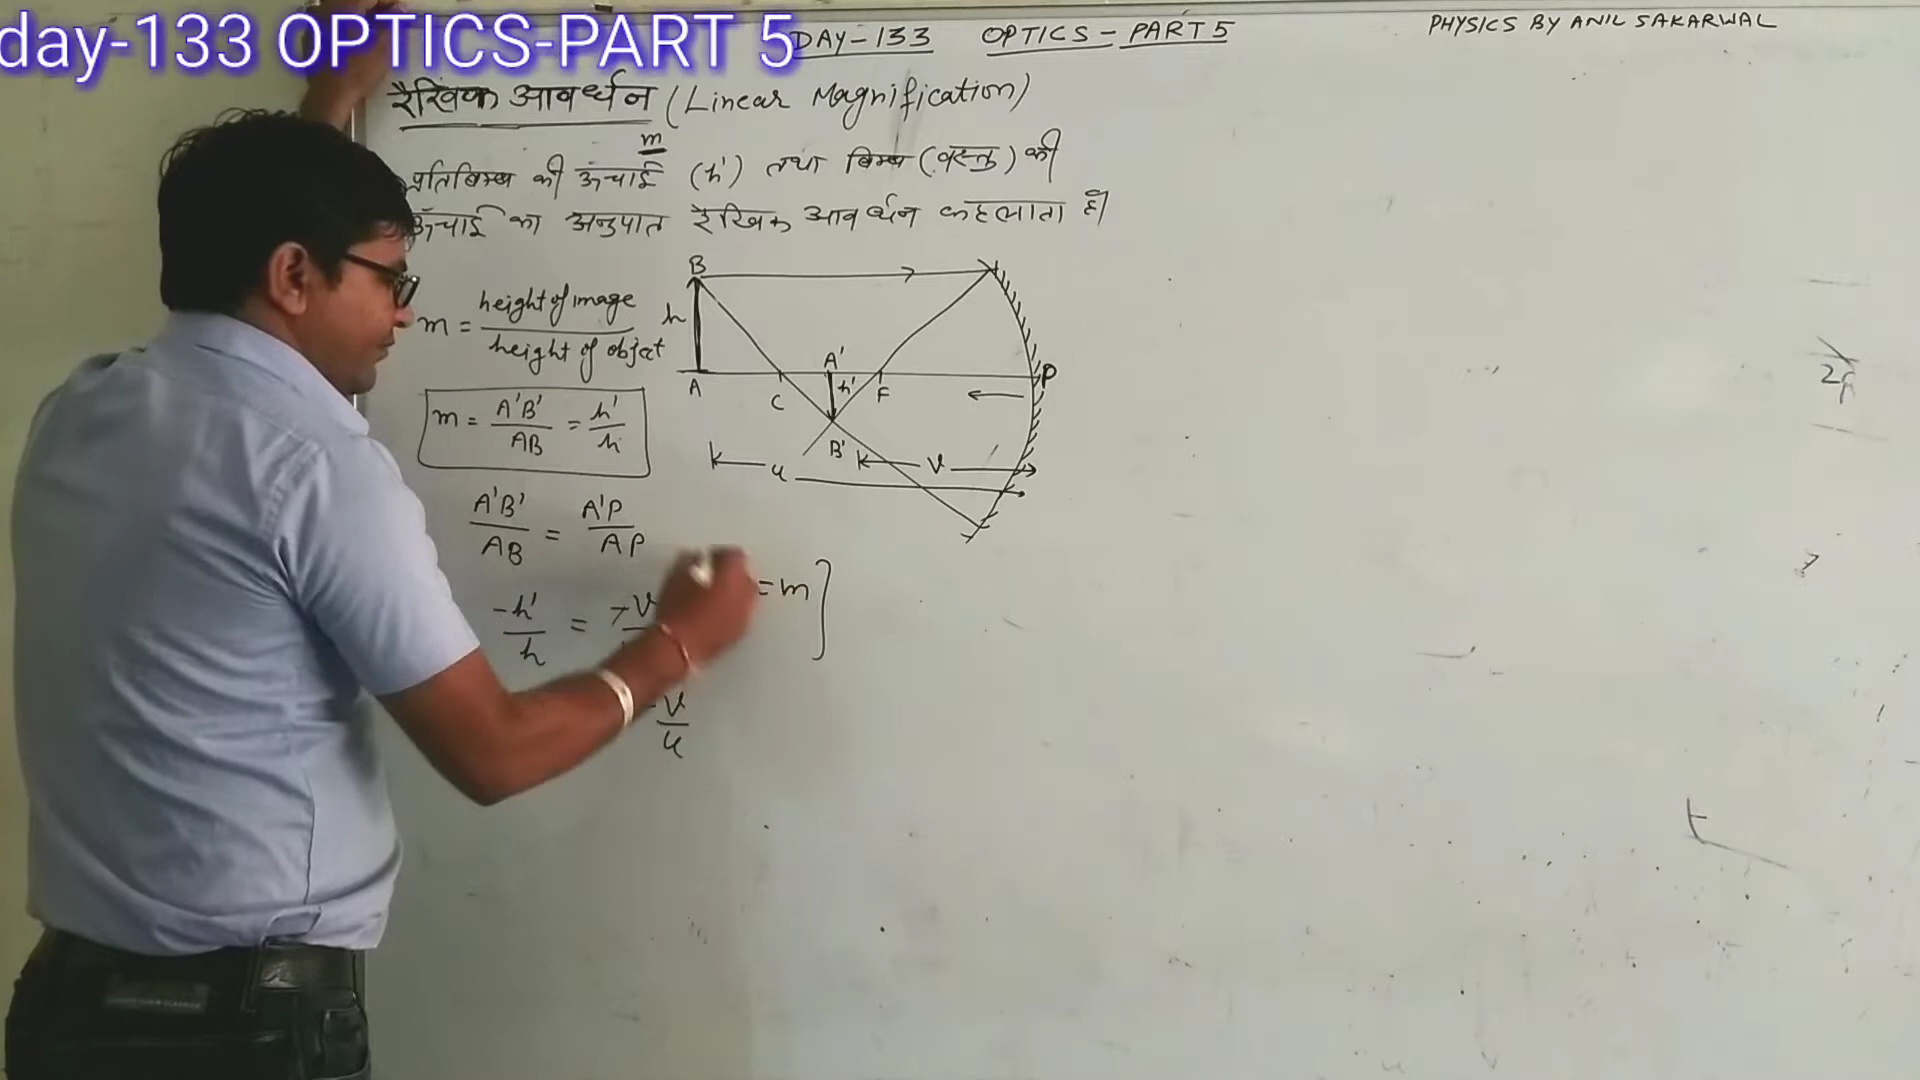 day-133 OPTICS-PART 5
DAY-133 OPTICS-PART 5
PHYSICS BY ANIL SAKARWAL
रैखिक आवर्धन (Linear Magnification)
m
प्रतिबिम्ब की ऊंचाई (h') तथा बिम्ब (वस्तु) की
ऊँचाई का अनुपात रैखिक आवर्धन कहलाता है।
m = height of image / height of object
m = A'B' / AB = h' / h
B
h
A
C
A'
h'
F
P
B'
u
v
A'B' / AB = A'P / AP
-h' / h =
= m
-v / u
2f